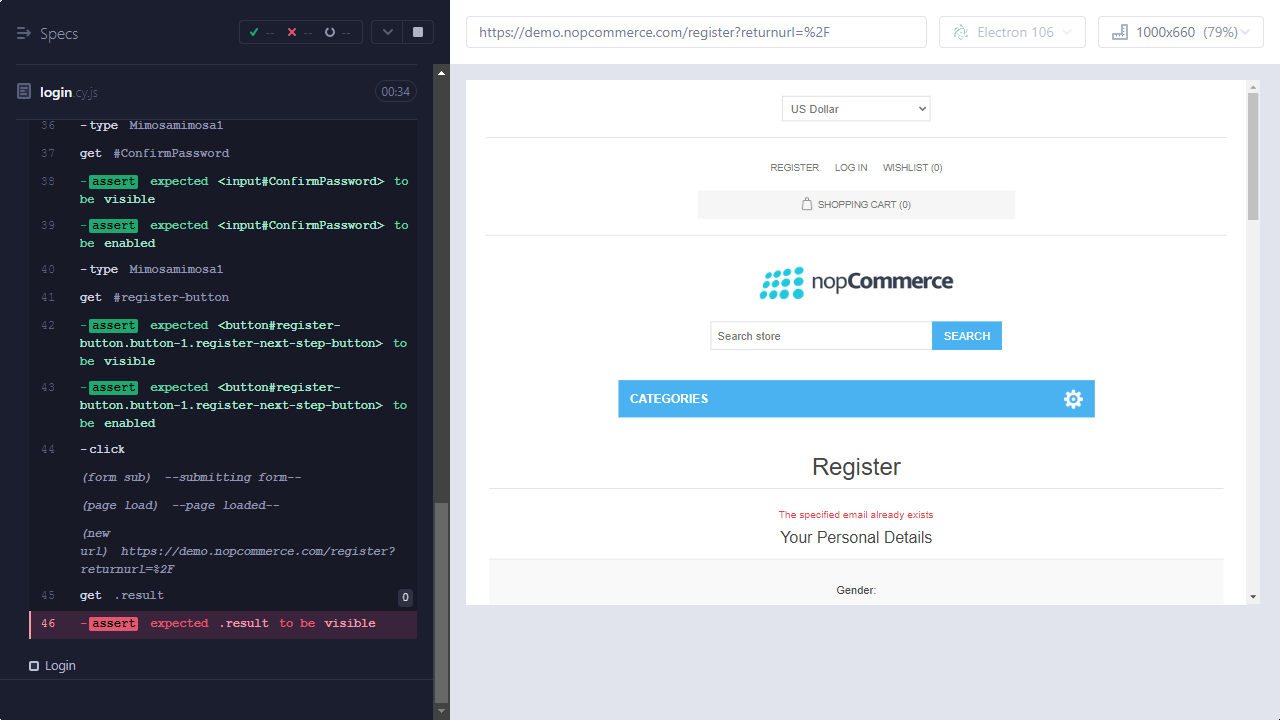 Specs
-- -- --
login.cy.js 00:34
36 -type Mimosamimosa1
37 get #ConfirmPassword
38 -assert expected <input#ConfirmPassword> to
be visible
39 -assert expected <input#ConfirmPassword> to
be enabled
40 -type Mimosamimosa1
41 get #register-button
42 -assert expected <button#register-
button.button-1.register-next-step-button> to
be visible
43 -assert expected <button#register-
button.button-1.register-next-step-button> to
be enabled
44 -click
(form sub) --submitting form--
(page load) --page loaded--
(new
url) https://demo.nopcommerce.com/register?
returnurl=%2F
45 get .result 0
46 -assert expected .result to be visible
Login
https://demo.nopcommerce.com/register?returnurl=%2F
Electron 106
1000x660 (79%)
US Dollar
REGISTER LOG IN WISHLIST (0)
SHOPPING CART (0)
nopCommerce
Search store SEARCH
CATEGORIES
Register
The specified email already exists
Your Personal Details
Gender: